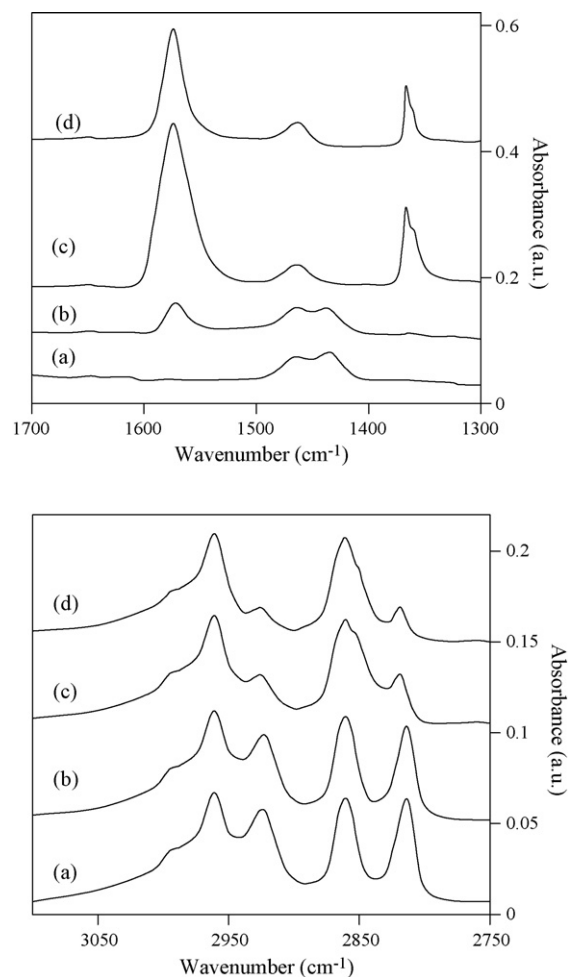 0.6
(d)
0.4
Absorbance (a.u.)
(c)
0.2
(b)
(a)
0
1700 1600 1500 1400 1300
Wavenumber (cm-1)
0.2
(d)
0.15
Absorbance (a.u.)
(c)
0.1
(b)
0.05
(a)
0
3050 2950 2850 2750
Wavenumber (cm-1)